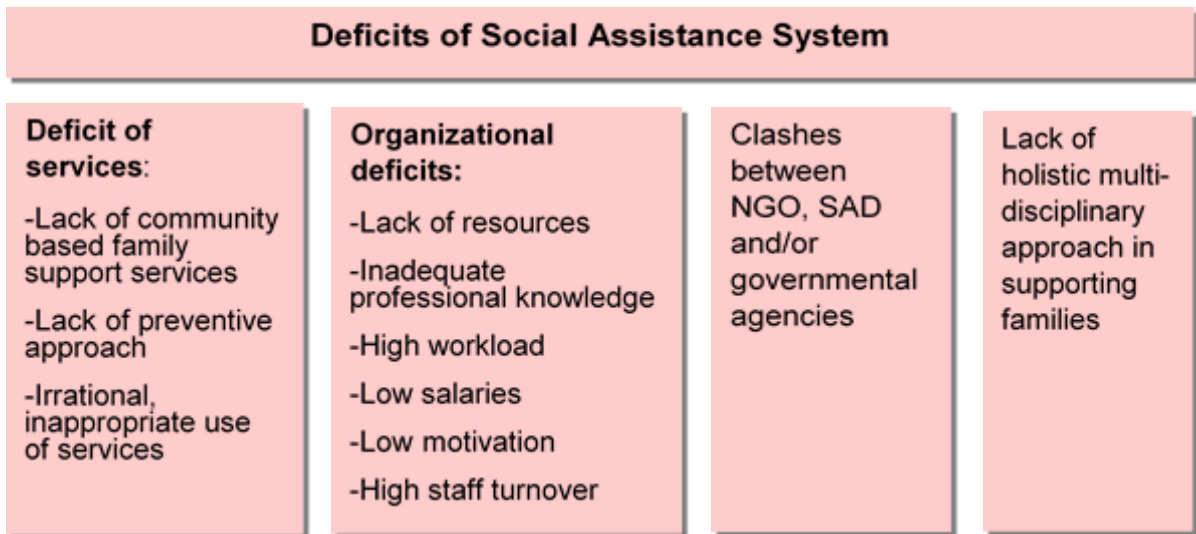 Deficits of Social Assistance System
Deficit of
services:
-Lack of community
based family
support services
-Lack of preventive
approach
-Irrational,
inappropriate use
of services
Organizational
deficits:
-Lack of resources
-Inadequate
professional knowledge
-High workload
-Low salaries
-Low motivation
-High staff turnover
Clashes
between
NGO, SAD
and/or
governmental
agencies
Lack of
holistic multi-
disciplinary
approach in
supporting
families